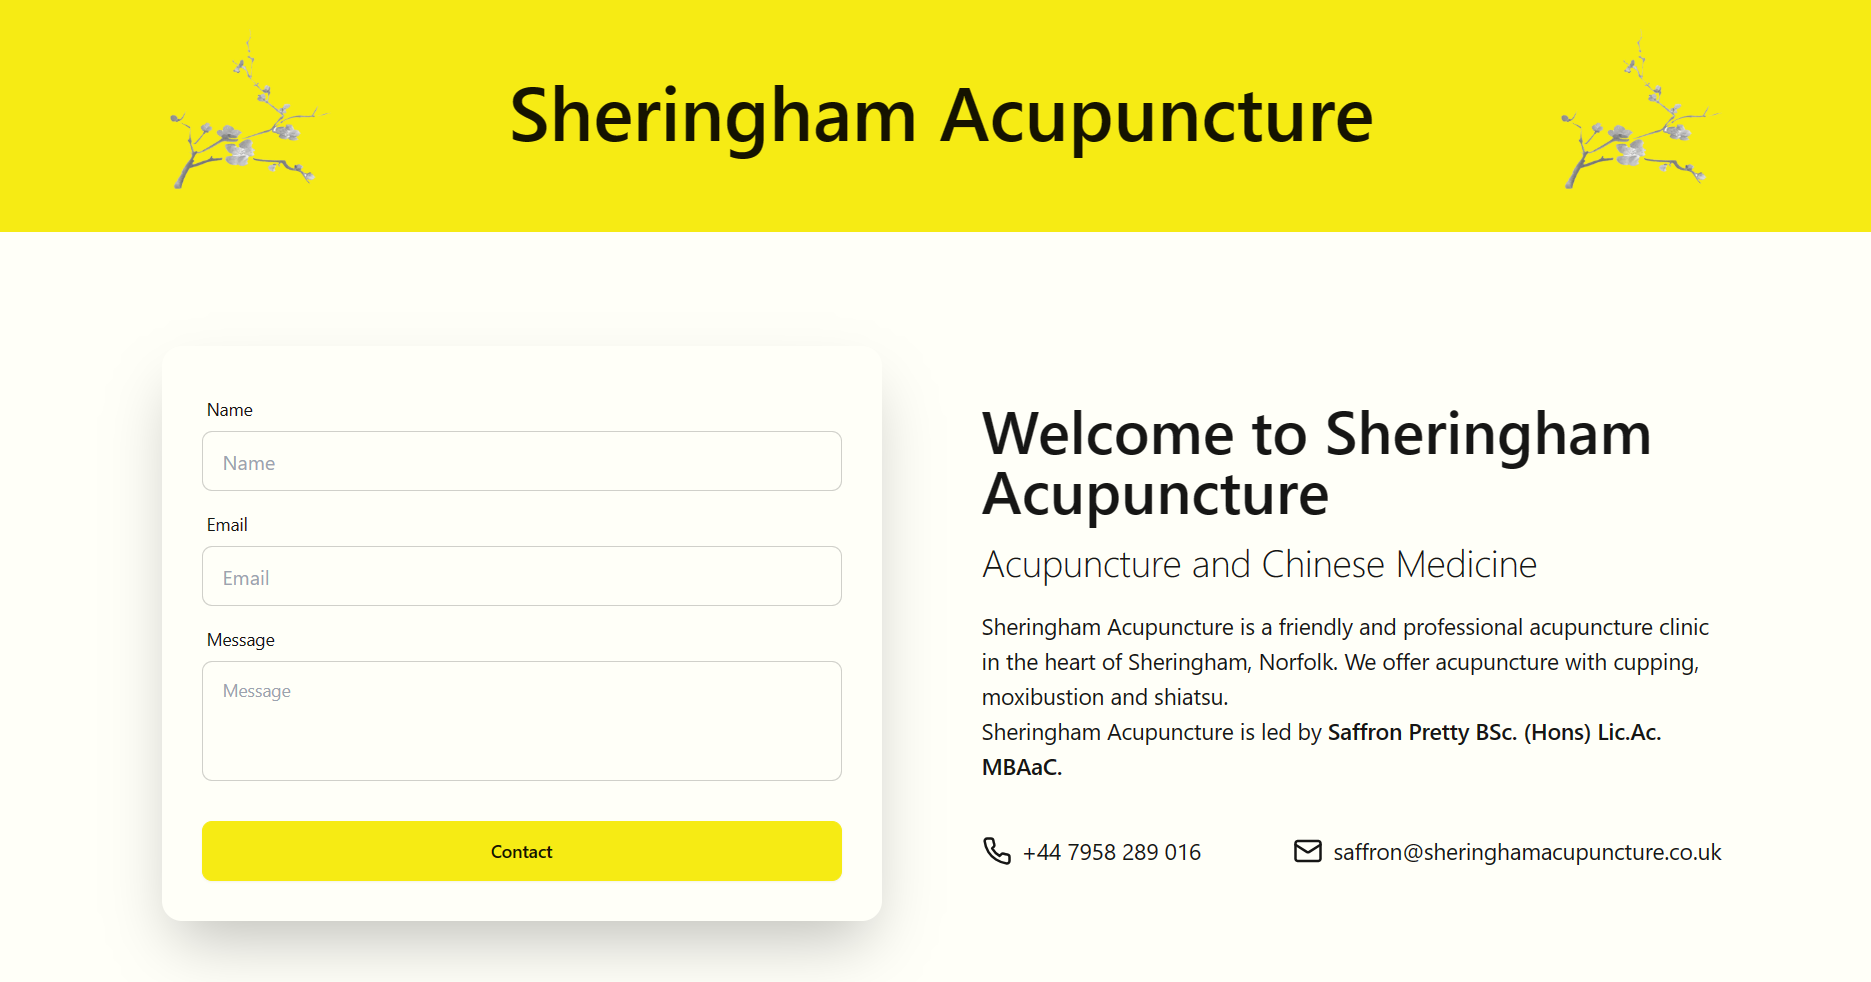 Sheringham Acupuncture
Name
Name
Email
Email
Message
Message
Contact
Welcome to Sheringham
Acupuncture
Acupuncture and Chinese Medicine
Sheringham Acupuncture is a friendly and professional acupuncture clinic
in the heart of Sheringham, Norfolk. We offer acupuncture with cupping,
moxibustion and shiatsu.
Sheringham Acupuncture is led by Saffron Pretty BSc. (Hons) Lic.Ac.
MBAaC.
+44 7958 289 016
saffron@sheringhamacupuncture.co.uk